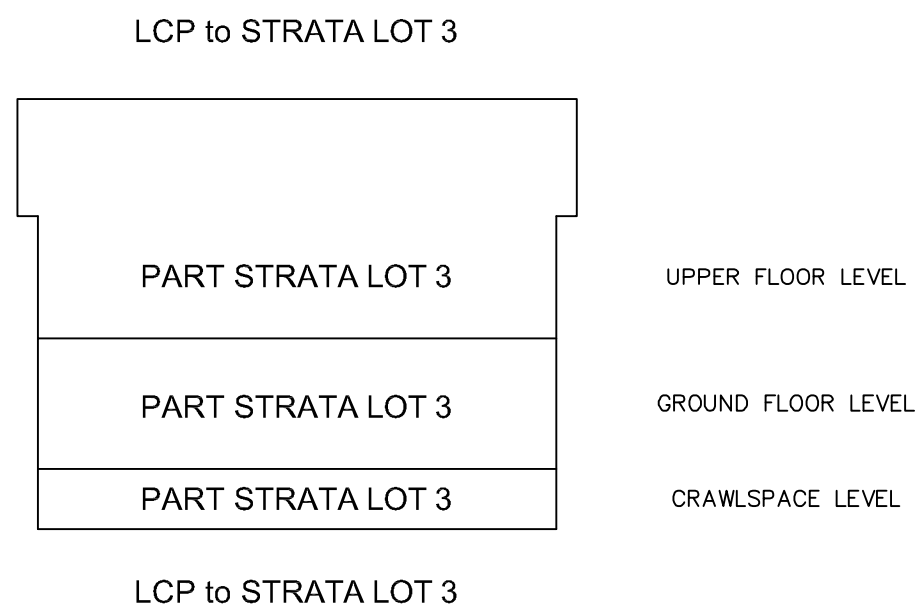 LCP to STRATA LOT 3
PART STRATA LOT 3
UPPER FLOOR LEVEL
PART STRATA LOT 3
GROUND FLOOR LEVEL
PART STRATA LOT 3
CRAWLSPACE LEVEL
LCP to STRATA LOT 3